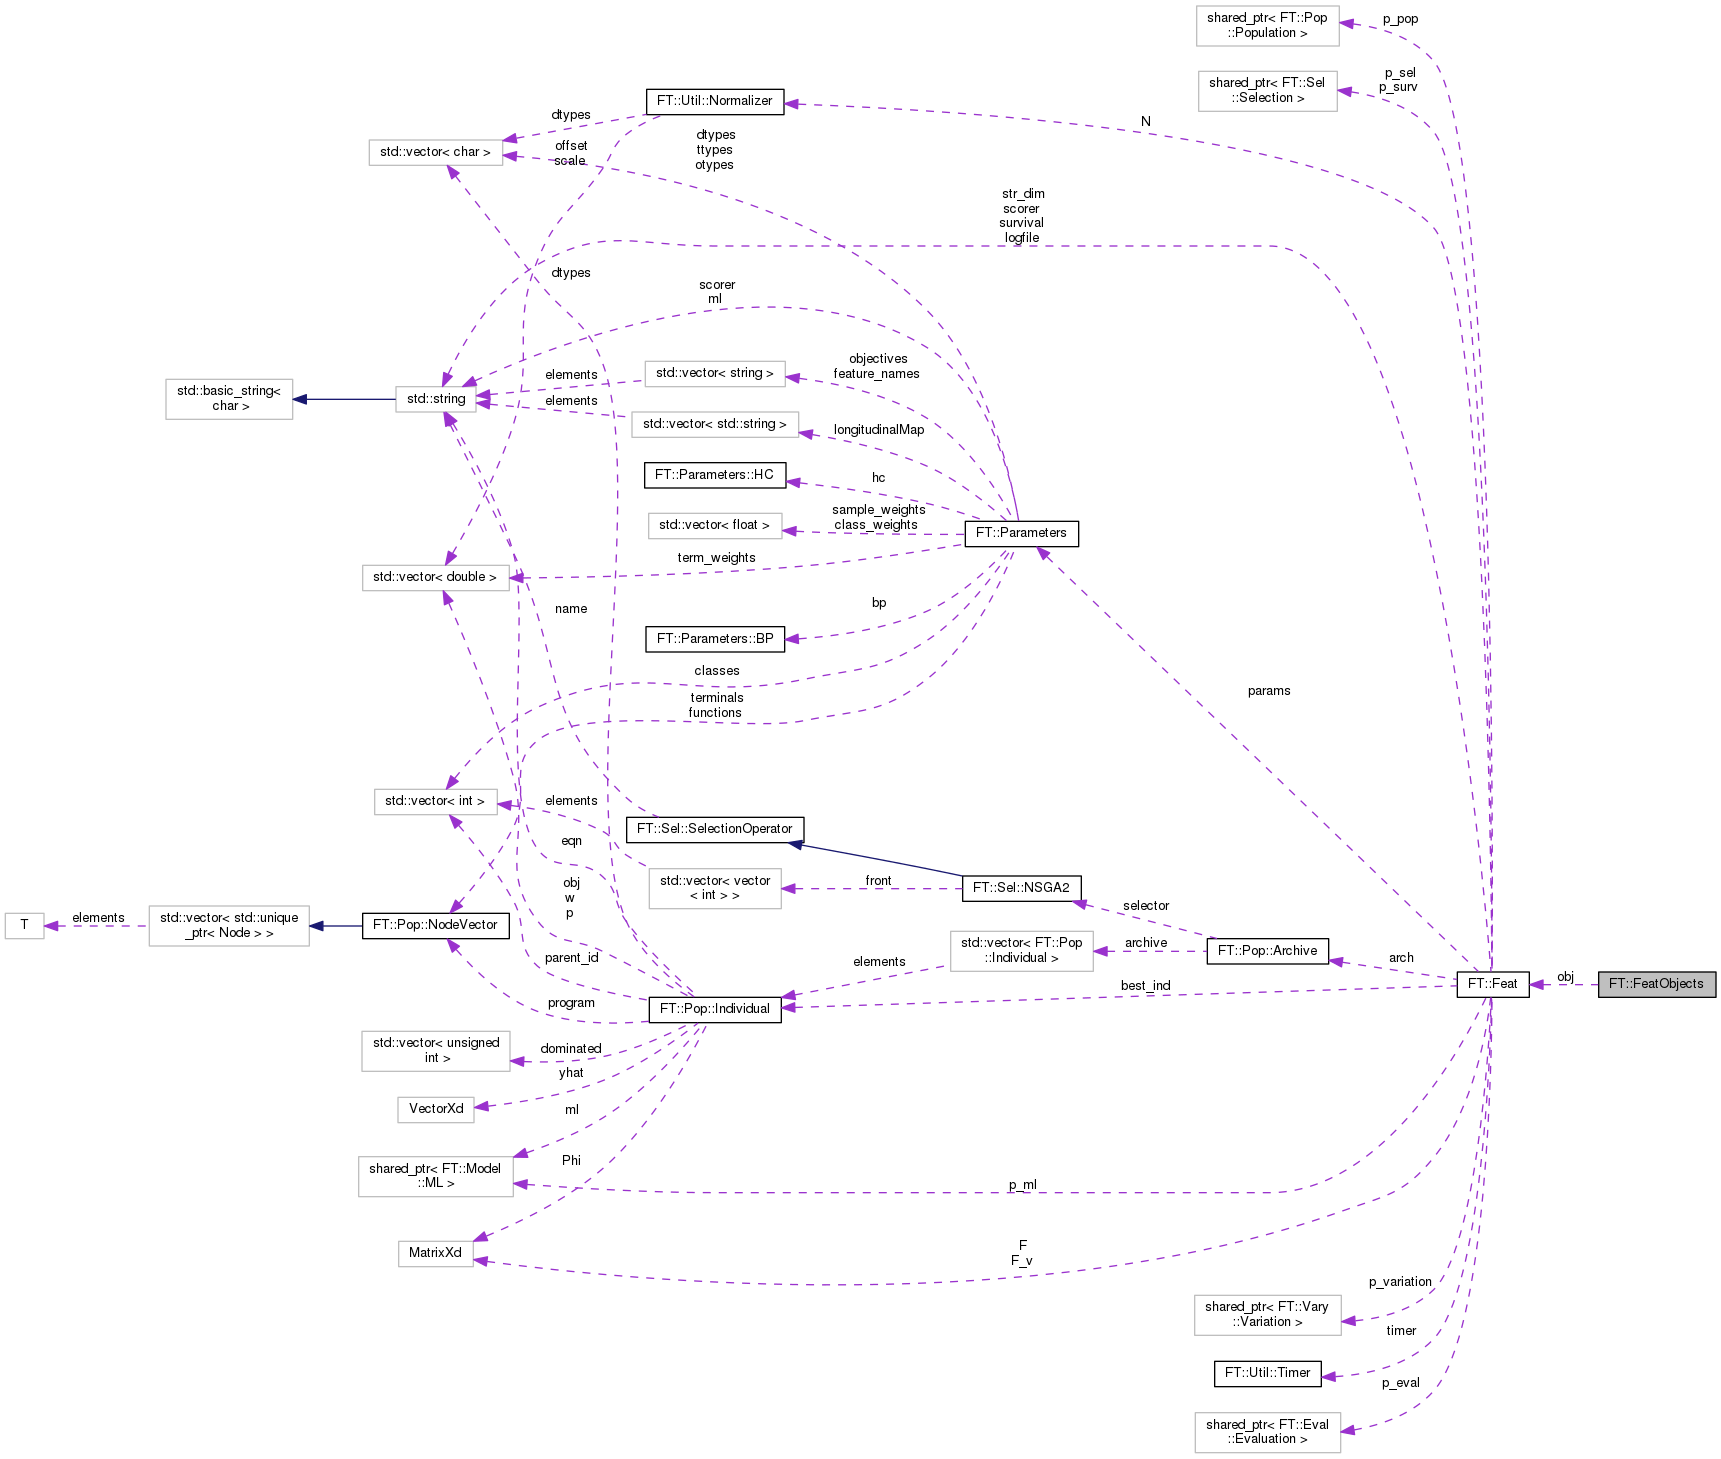 shared_ptr< FT::Pop
::Population >
p_pop
shared_ptr< FT::Sel
::Selection >
p_sel
p_surv
FT::Util::Normalizer
N
dtypes
std::vector< char >
offset
scale
dtypes
ttypes
otypes
str_dim
scorer
survival
logfile
dtypes
scorer
ml
objectives
feature_names
std::vector< string >
elements
std::basic_string<
char >
std::string
elements
std::vector< std::string >
longitudinalMap
FT::Parameters::HC
hc
std::vector< float >
sample_weights
class_weights
FT::Parameters
std::vector< double >
term_weights
name
bp
FT::Parameters::BP
classes
params
terminals
functions
std::vector< int >
elements
FT::Sel::SelectionOperator
eqn
std::vector< vector
< int > >
front
FT::Sel::NSGA2
obj
w
p
selector
T
elements
std::vector< std::unique
_ptr< Node > >
FT::Pop::NodeVector
std::vector< FT::Pop
::Individual >
archive
FT::Pop::Archive
arch
parent_id
elements
best_ind
FT::Feat
obj
FT::FeatObjects
program
FT::Pop::Individual
std::vector< unsigned
int >
dominated
yhat
VectorXd
ml
shared_ptr< FT::Model
::ML >
Phi
p_ml
MatrixXd
F
F_v
p_variation
shared_ptr< FT::Vary
::Variation >
timer
FT::Util::Timer
p_eval
shared_ptr< FT::Eval
::Evaluation >